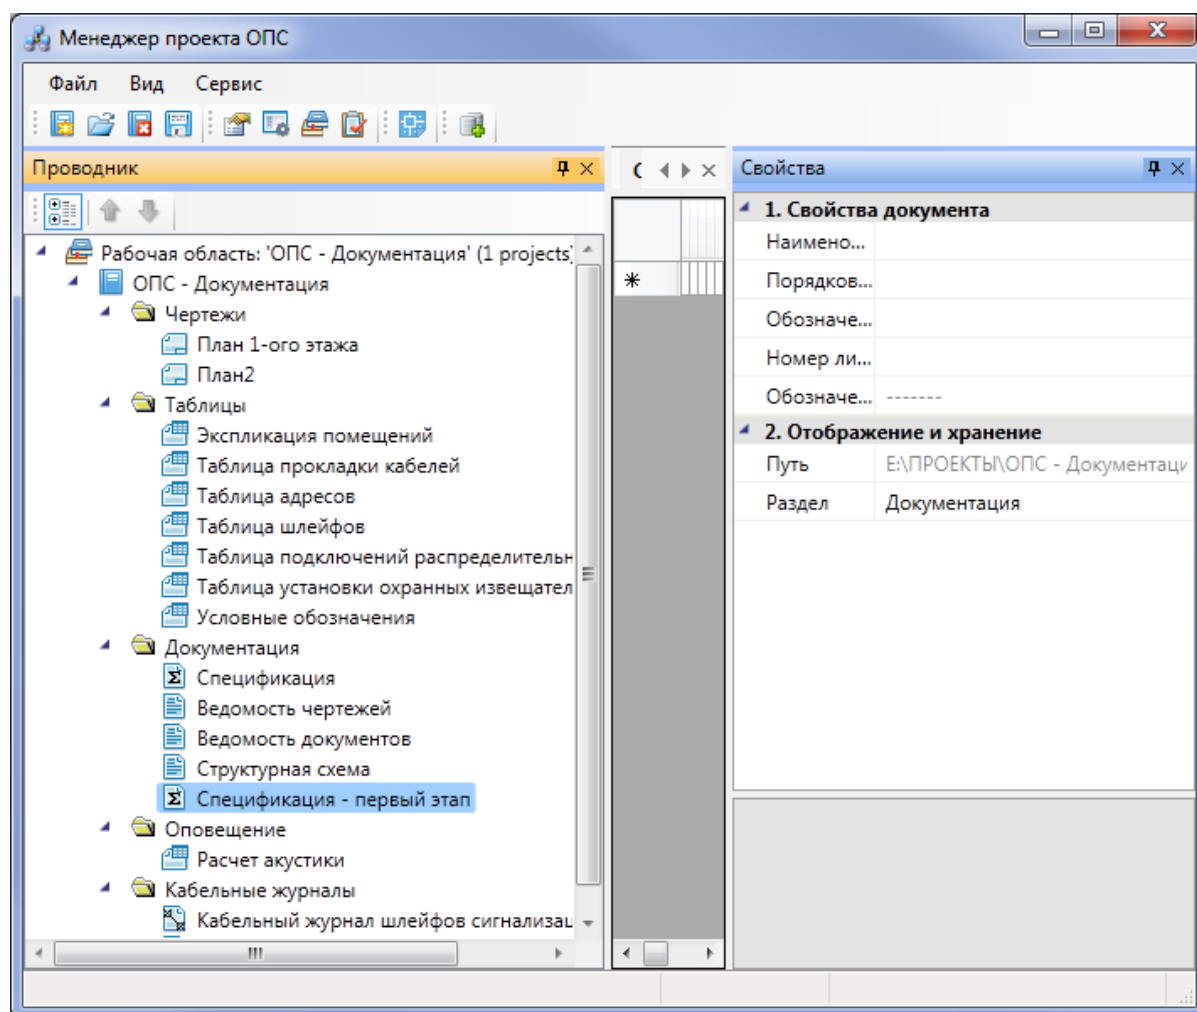 Менеджер проекта ОПС
Файл Вид Сервис
Проводник
С
Свойства
Рабочая область: 'ОПС - Документация' (1 projects)
ОПС - Документация
Чертежи
План 1-ого этажа
План2
Таблицы
Экспликация помещений
Таблица прокладки кабелей
Таблица адресов
Таблица шлейфов
Таблица подключений распределительн
Таблица установки охранных извещател
Условные обозначения
Документация
Спецификация
Ведомость чертежей
Ведомость документов
Структурная схема
Спецификация - первый этап
Оповещение
Расчет акустики
Кабельные журналы
Кабельный журнал шлейфов сигнализац
1. Свойства документа
Наимено...
Порядков...
Обозначе...
Номер ли...
Обозначе... -------
2. Отображение и хранение
Путь E:\ПРОЕКТЫ\ОПС - Документаци
Раздел Документация